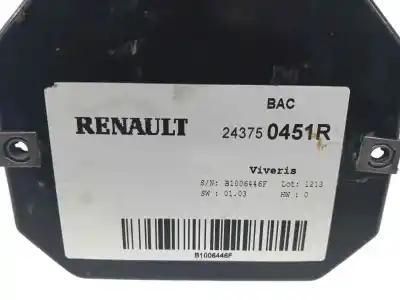 BAC
RENAULT 24375 0451R
Viveris
S/N: B1006446F Lot: 1213
SW : 01.03 HW : 0
B1006446F